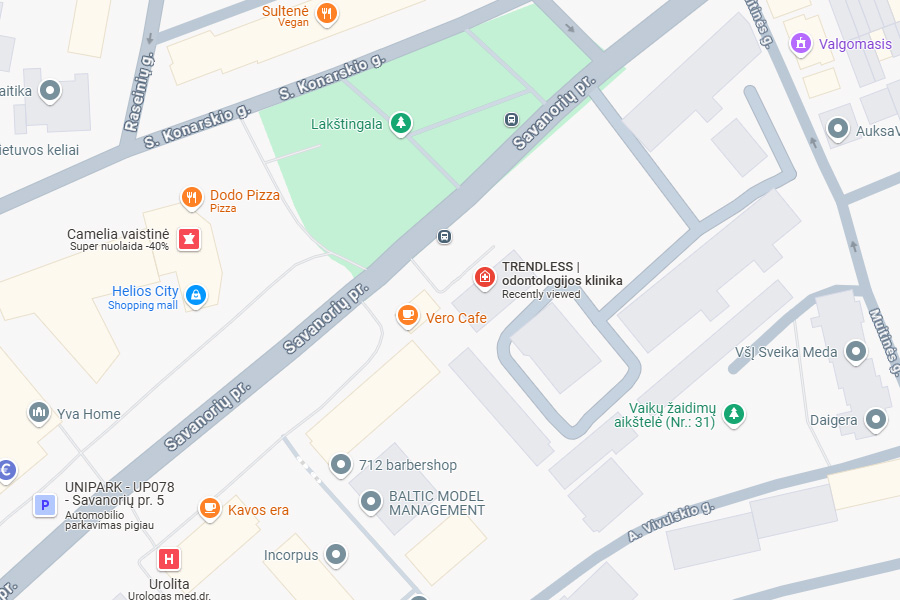 Sultenė
Vegan
Raseinių g.
S. Konarskio g.
S. Konarskio g.
Muitinės g.
Valgomasis
aitika
Lakštingala
Savanorių pr.
AuksaV
ietuvos keliai
Dodo Pizza
Pizza
Camelia vaistinė
Super nuolaida -40%
TRENDLESS |
odontologijos klinika
Recently viewed
Helios City
Shopping mall
Vero Cafe
Savanorių pr.
Muitinės g.
VšĮ Sveika Meda
Yva Home
Savanorių pr.
Vaikų žaidimų
aikštelė (Nr.: 31)
Daigera
€
712 barbershop
P
UNIPARK - UP078
- Savanorių pr. 5
Automobilio
parkavimas pigiau
BALTIC MODEL
MANAGEMENT
Kavos era
A. Vivulskio g.
Incorpus
H
Urolita
Urologas med.dr.
pr.